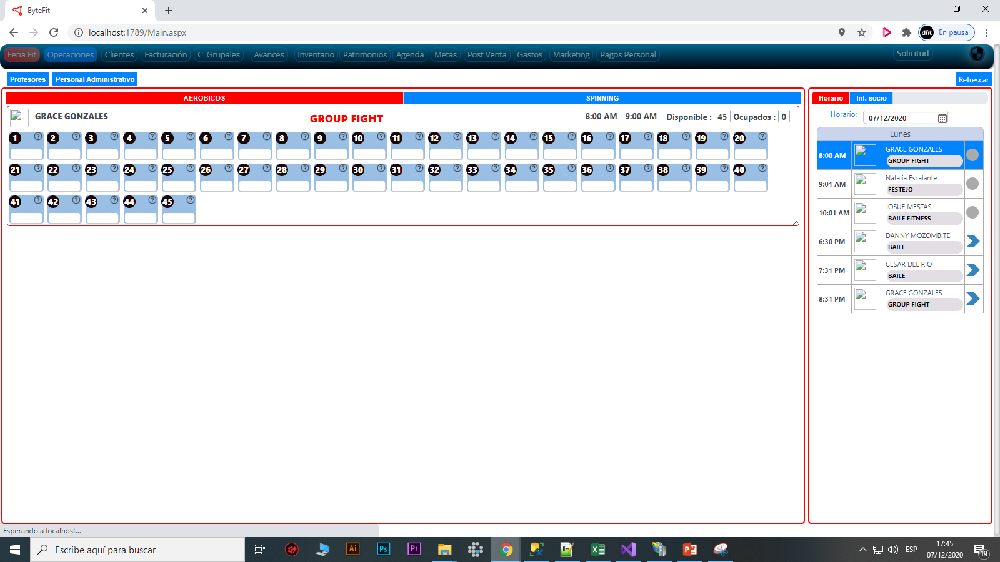 ByteFit
localhost:1789/Main.aspx
dfit En pausa
Feria Fit Operaciones Clientes Facturación C. Grupales Avances Inventario Patrimonios Agenda Metas Post Venta Gastos Marketing Pagos Personal Solicitud
Profesores Personal Administrativo Refrescar
AEROBICOS SPINNING
GRACE GONZALES GROUP FIGHT 8:00 AM - 9:00 AM Disponible : 45 Ocupados : 0
1 2 3 4 5 6 7 8 9 10 11 12 13 14 15 16 17 18 19 20
21 22 23 24 25 26 27 28 29 30 31 32 33 34 35 36 37 38 39 40
41 42 43 44 45
Horario Inf. socio
Horario: 07/12/2020
Lunes
8:00 AM GRACE GONZALES
GROUP FIGHT
9:01 AM Natalia Escalante
FESTEJO
10:01 AM JOSUE MESTAS
BAILE FITNESS
6:30 PM DANNY MOZOMBITE
BAILE
7:31 PM CESAR DEL RIO
BAILE
8:31 PM GRACE GONZALES
GROUP FIGHT
Esperando a localhost...
Escribe aquí para buscar
Ai Ps Pr
ESP
17:45
07/12/2020
19